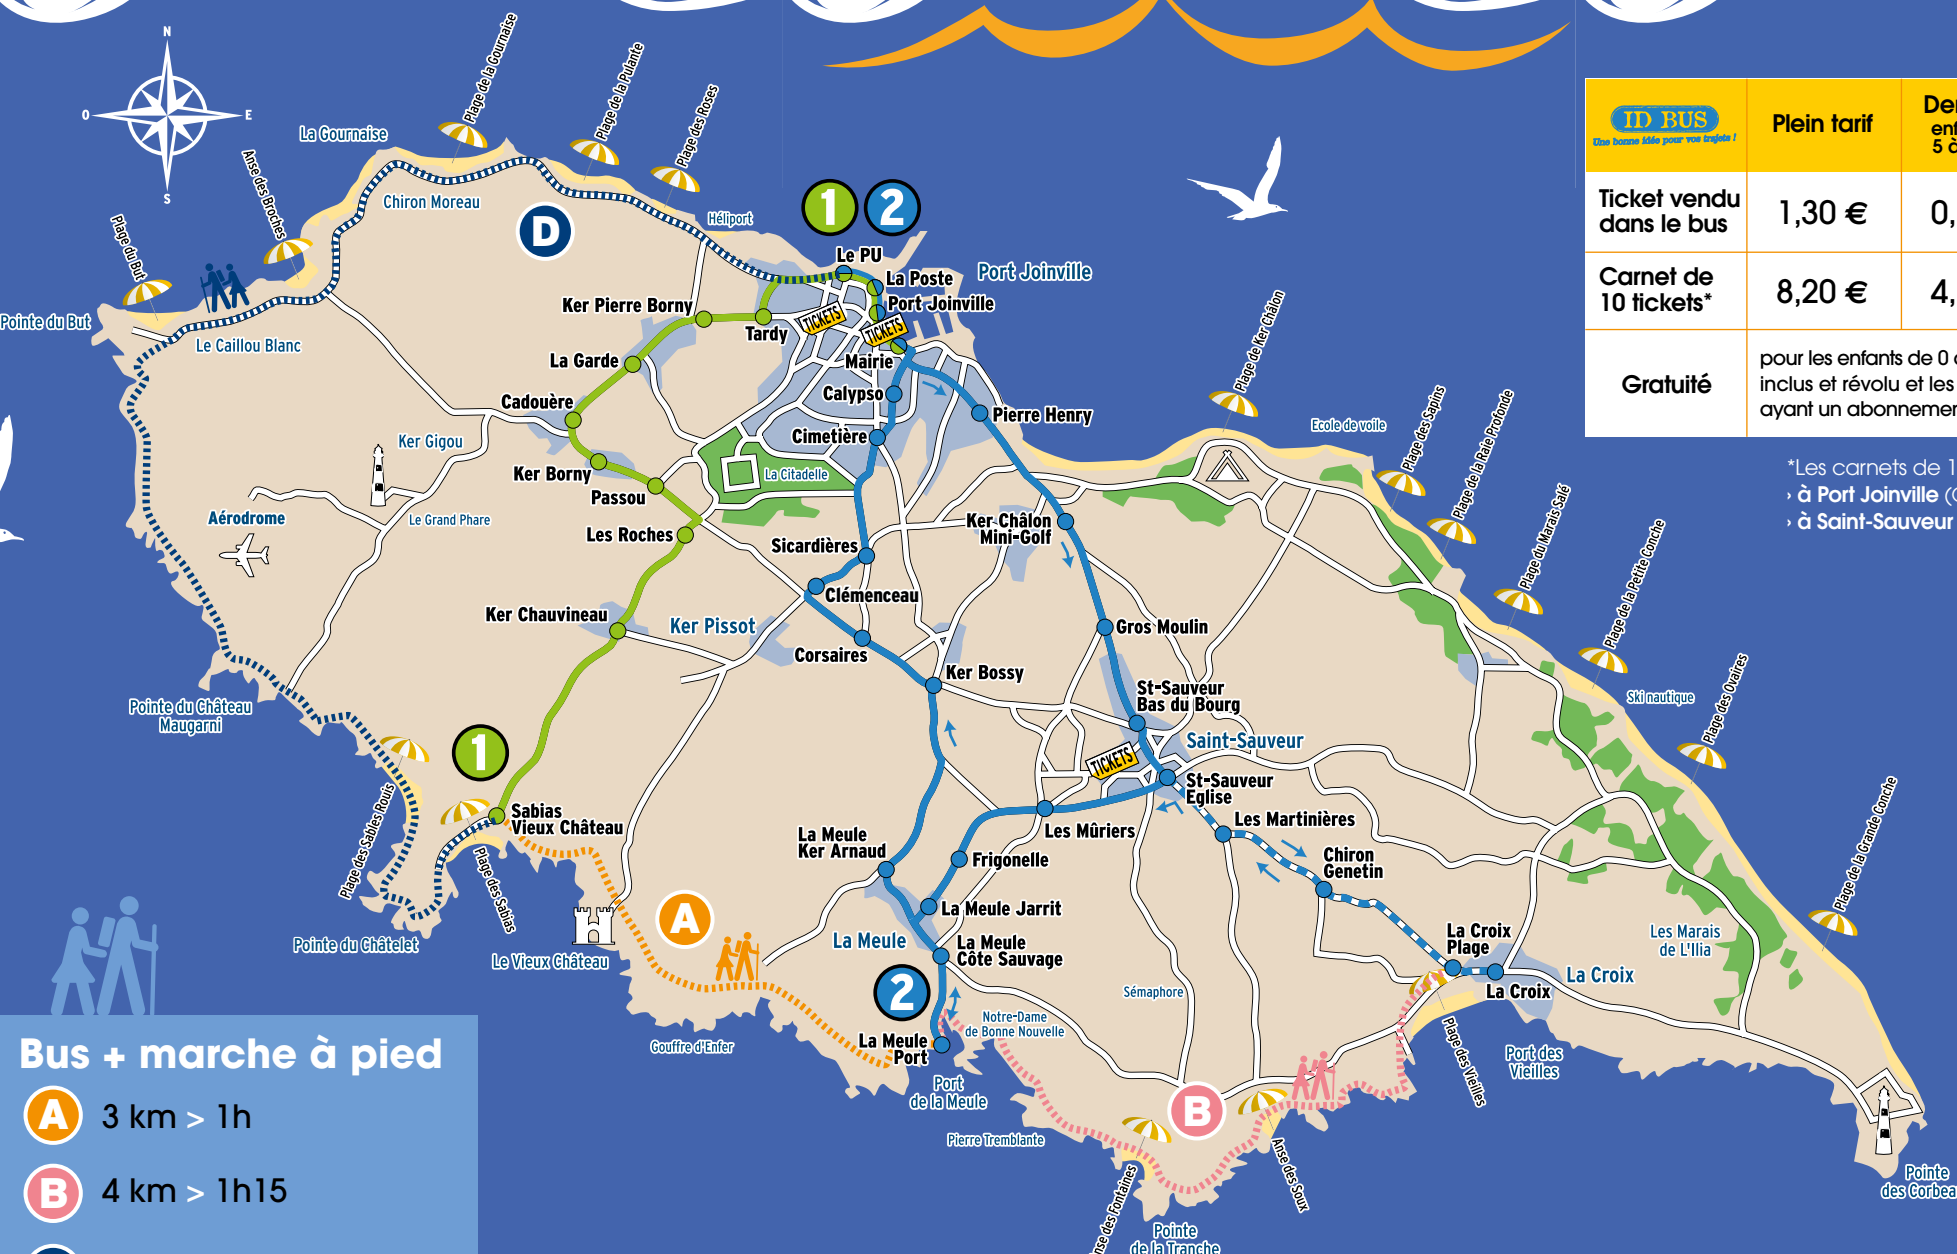 N
O
E
S
Plage de la Gournaise
Plage de la Pulante
Plage des Roses
La Gournaise
Anse des Broches
Chiron Moreau
Plage du But
Héliport
D
1
2
Le PU
La Poste
Port Joinville
Port Joinville
Ker Pierre Borny
Tardy
TICKETS
TICKETS
Pointe du But
Le Caillou Blanc
La Garde
Mairie
Calypso
Cadouère
Pierre Henry
Cimetière
Ker Gigou
La Citadelle
Ker Borny
Passou
Aérodrome
Le Grand Phare
Les Roches
Sicardières
Clémenceau
Ker Châlon
Mini-Golf
Plage de Ker Châlon
Ecole de voile
Plage des Sapins
Plage de la Raie Profonde
Plage du Marais Salé
Plage de la Petite Conche
Ski nautique
Plage des Ovaires
Plage de la Grande Conche
Ker Chauvineau
Ker Pissot
Corsaires
Gros Moulin
Ker Bossy
St-Sauveur
Bas du Bourg
Saint-Sauveur
TICKETS
St-Sauveur
Eglise
Pointe du Château
Maugarni
1
Sabias
Vieux Château
Plage des Sables Rouis
Plage des Sabias
Pointe du Châtelet
Le Vieux Château
La Meule
Ker Arnaud
Les Mûriers
Frigonelle
Les Martinières
Chiron
Genetin
A
La Meule Jarrit
La Meule
La Meule
Côte Sauvage
2
La Croix
Plage
La Croix
La Croix
Les Marais
de L'Ilia
Sémaphore
Notre-Dame
de Bonne Nouvelle
Gouffre d'Enfer
La Meule
Port
Port
de la Meule
Pierre Tremblante
B
Plage des Vieilles
Port des
Vieilles
Anse des Soux
nse des Fontaines
Pointe
de la Tranche
Pointe
des Corbea
ID BUS
Une bonne idée pour vos trajets !
Plein tarif
Der
enf
5 à
Ticket vendu
dans le bus
1,30 €
0,
Carnet de
10 tickets*
8,20 €
4,
Gratuité
pour les enfants de 0
inclus et révolu et les
ayant un abonnemen
*Les carnets de 1
› à Port Joinville (
› à Saint-Sauveur
Bus + marche à pied
A 3 km > 1h
B 4 km > 1h15